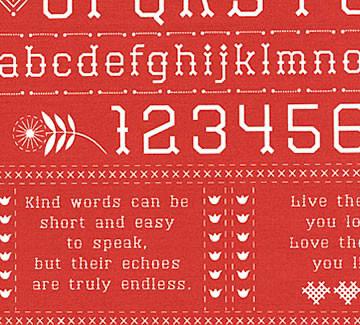 abcdefghijklmno
123456
Kind words can be
short and easy
to speak,
but their echoes
are truly endless.
Live the
you lo
Love the
you li